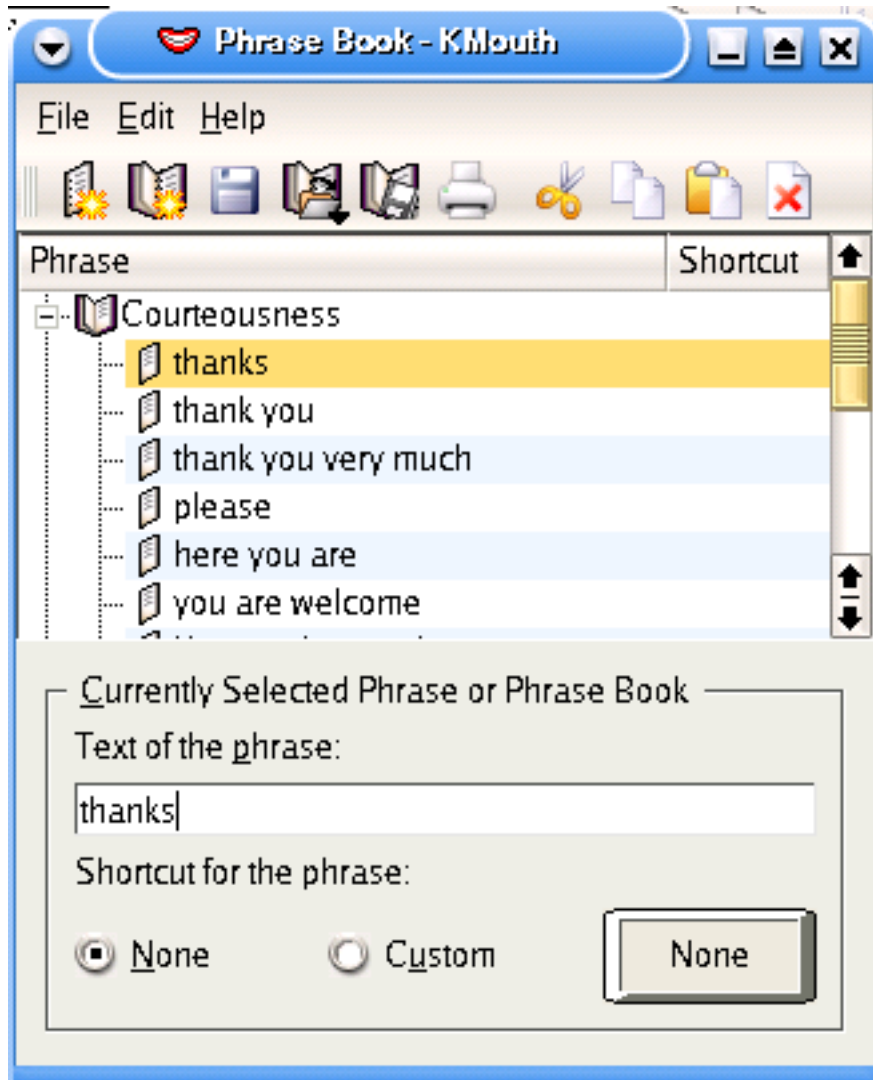 Phrase Book - KMouth
File Edit Help
Phrase Shortcut
Courteousness
thanks
thank you
thank you very much
please
here you are
you are welcome
Currently Selected Phrase or Phrase Book
Text of the phrase:
thanks
Shortcut for the phrase:
None Custom None